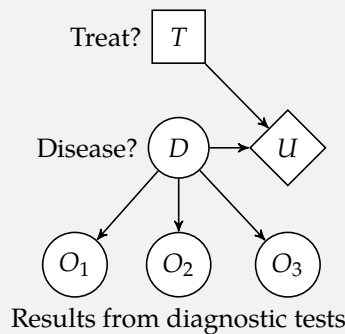 Treat? T
Disease? D U
O1 O2 O3
Results from diagnostic tests